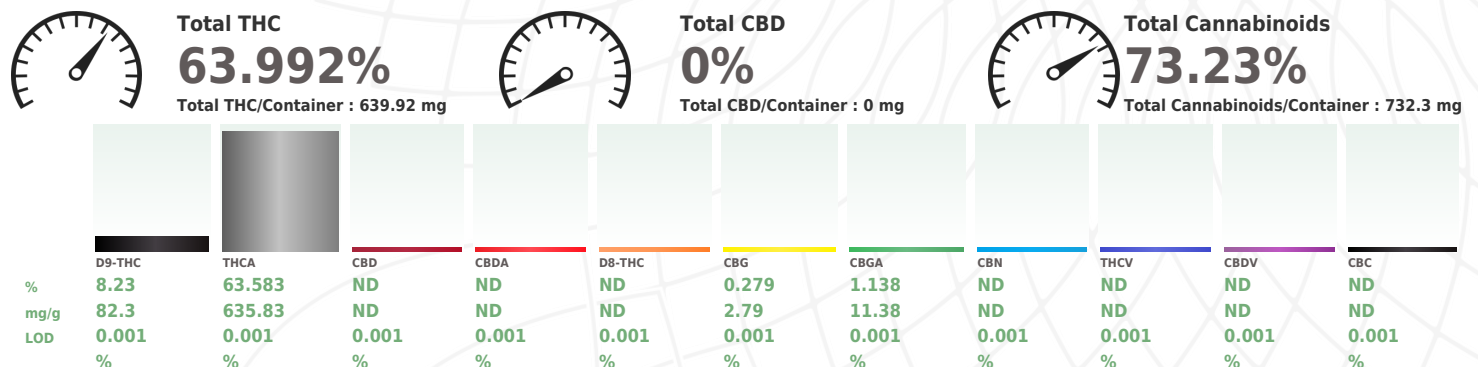 Total THC
63.992%
Total THC/Container : 639.92 mg
Total CBD
0%
Total CBD/Container : 0 mg
Total Cannabinoids
73.23%
Total Cannabinoids/Container : 732.3 mg
D9-THC THCA CBD CBDA D8-THC CBG CBGA CBN THCV CBDV CBC
% 8.23 63.583 ND ND ND 0.279 1.138 ND ND ND ND
mg/g 82.3 635.83 ND ND ND 2.79 11.38 ND ND ND ND
LOD 0.001 0.001 0.001 0.001 0.001 0.001 0.001 0.001 0.001 0.001 0.001
% % % % % % % % % % %